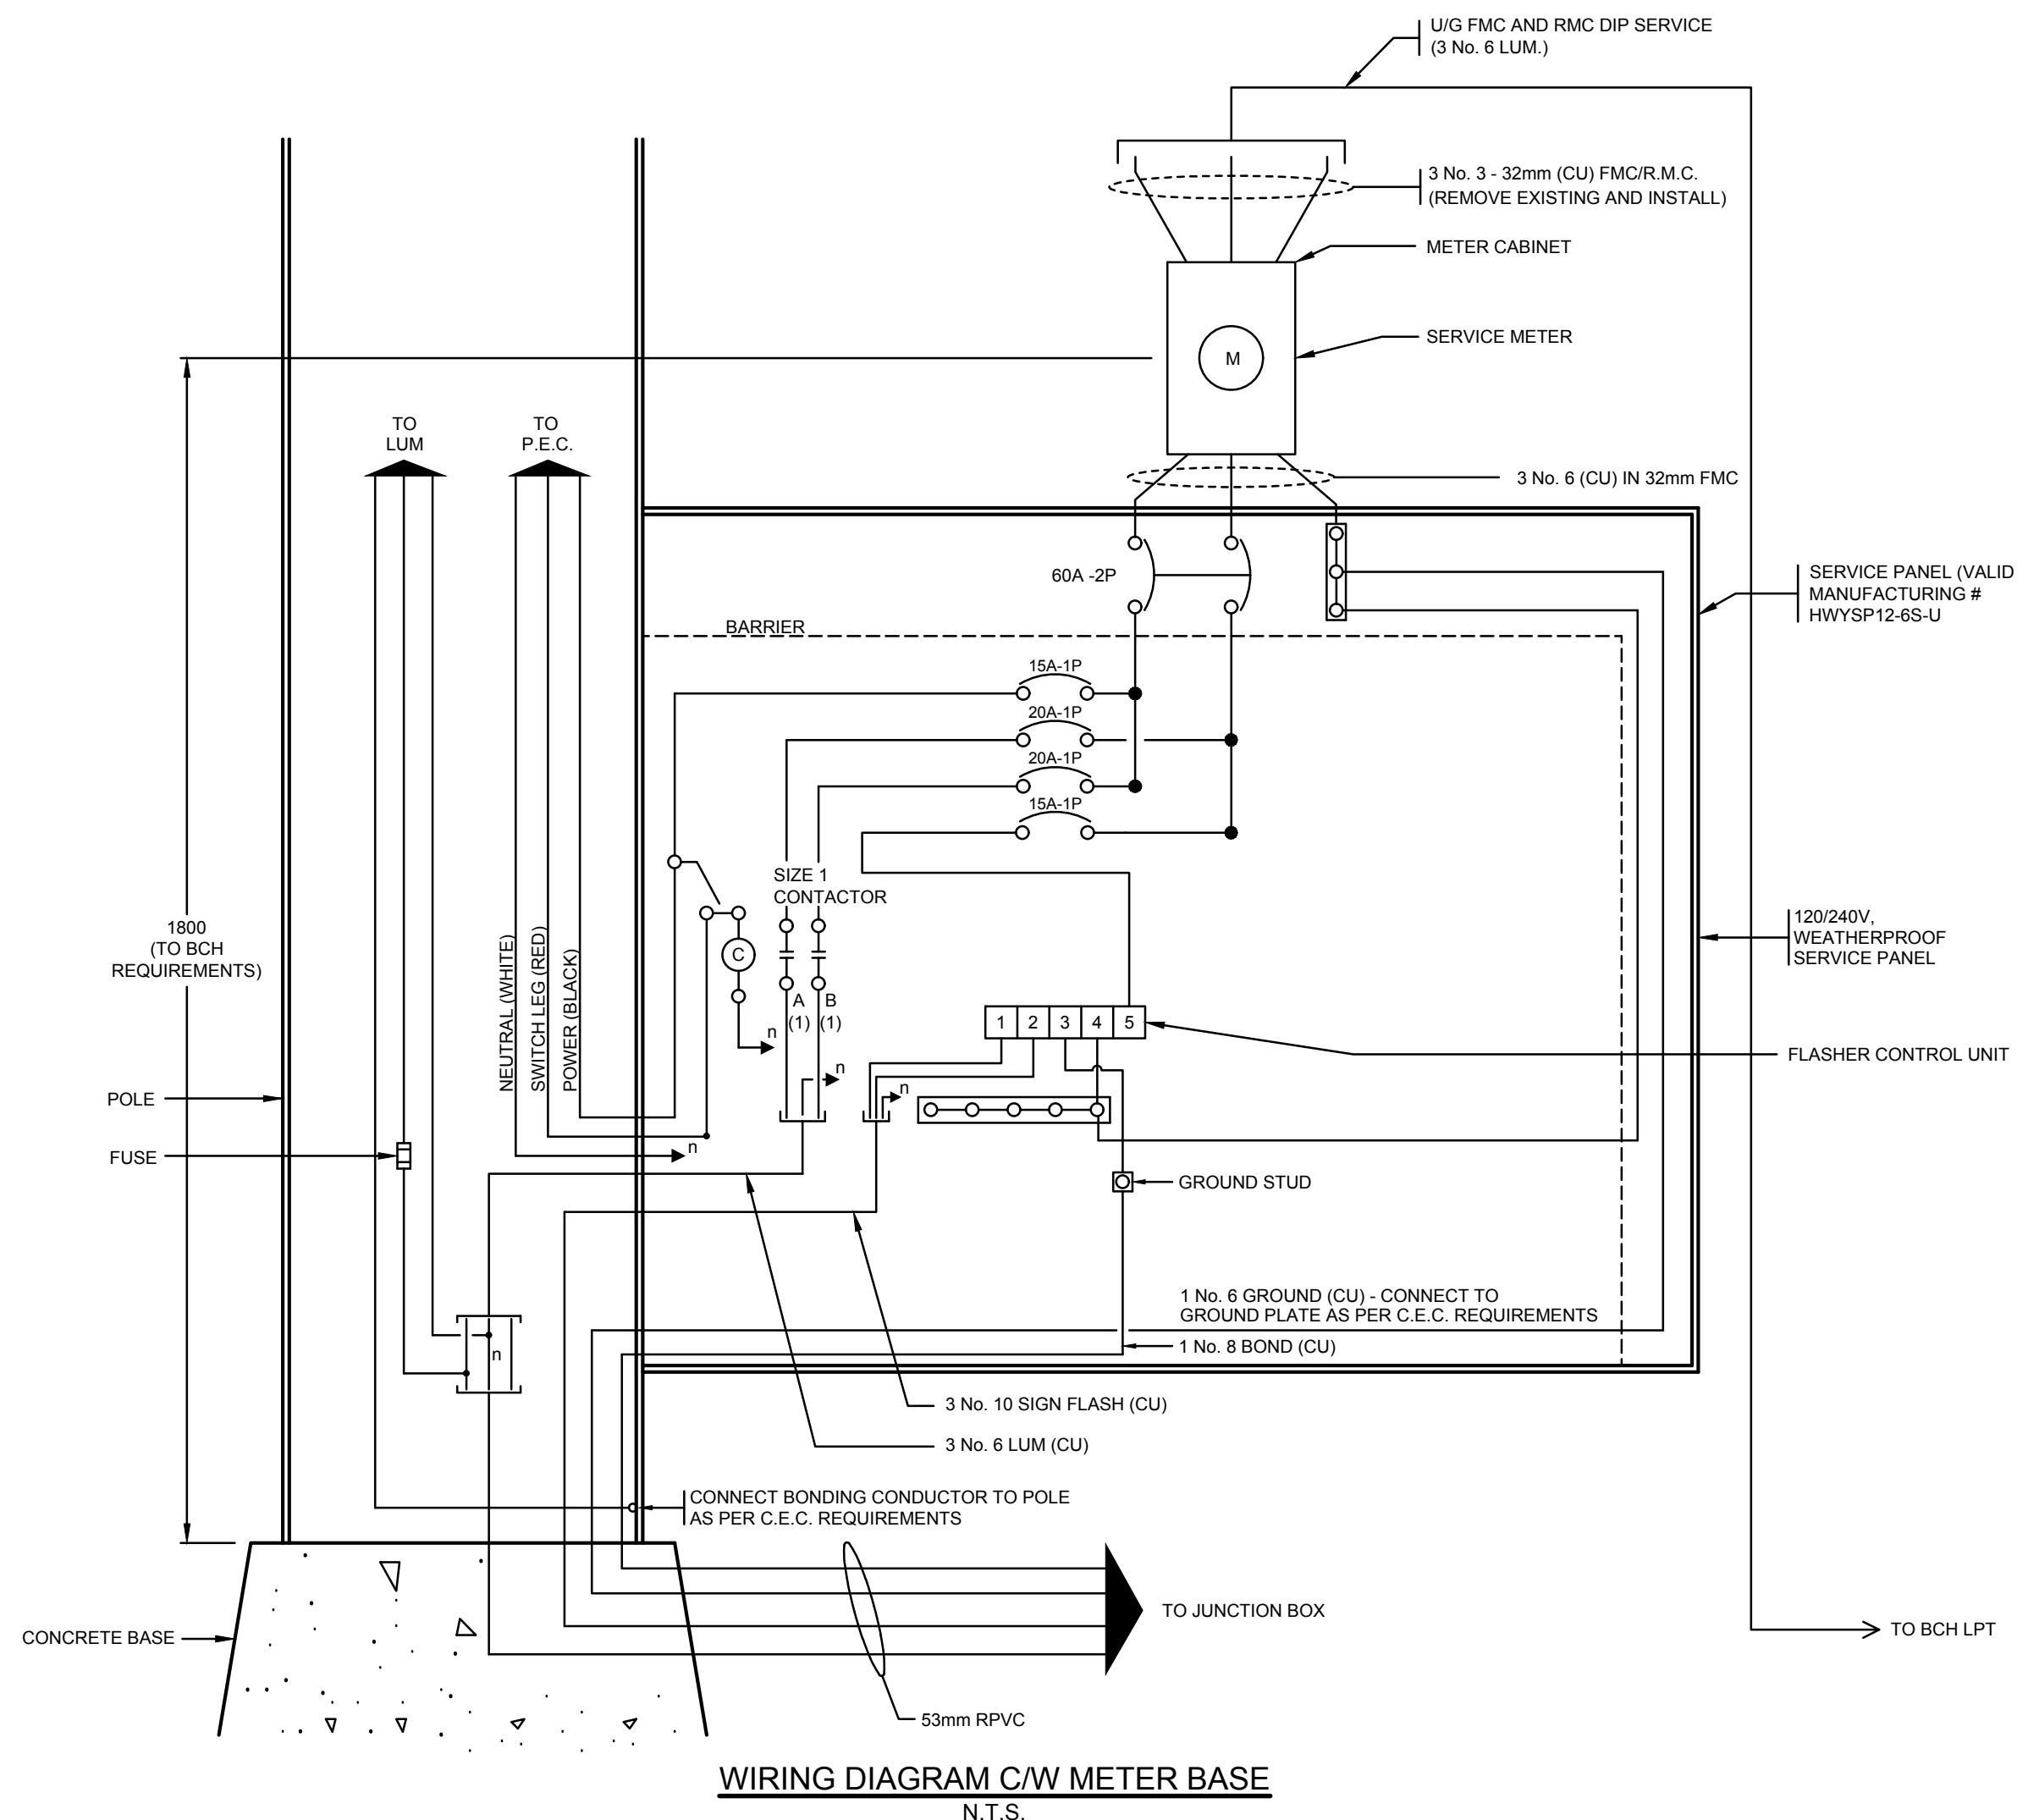 U/G FMC AND RMC DIP SERVICE
(3 No. 6 LUM.)
3 No. 3 - 32mm (CU) FMC/R.M.C.
(REMOVE EXISTING AND INSTALL)
METER CABINET
SERVICE METER
M
TO
LUM
TO
P.E.C.
3 No. 6 (CU) IN 32mm FMC
60A -2P
SERVICE PANEL (VALID
MANUFACTURING #
HWYSP12-6S-U
BARRIER
15A-1P
20A-1P
20A-1P
15A-1P
SIZE 1
CONTACTOR
1800
(TO BCH
REQUIREMENTS)
NEUTRAL (WHITE)
SWITCH LEG (RED)
POWER (BLACK)
C
120/240V,
WEATHERPROOF
SERVICE PANEL
A
(1)
B
(1)
n
n
n
n
1 2 3 4 5
FLASHER CONTROL UNIT
POLE
FUSE
GROUND STUD
1 No. 6 GROUND (CU) - CONNECT TO
GROUND PLATE AS PER C.E.C. REQUIREMENTS
1 No. 8 BOND (CU)
n
3 No. 10 SIGN FLASH (CU)
3 No. 6 LUM (CU)
CONNECT BONDING CONDUCTOR TO POLE
AS PER C.E.C. REQUIREMENTS
TO JUNCTION BOX
TO BCH LPT
CONCRETE BASE
53mm RPVC
WIRING DIAGRAM C/W METER BASE
N.T.S.